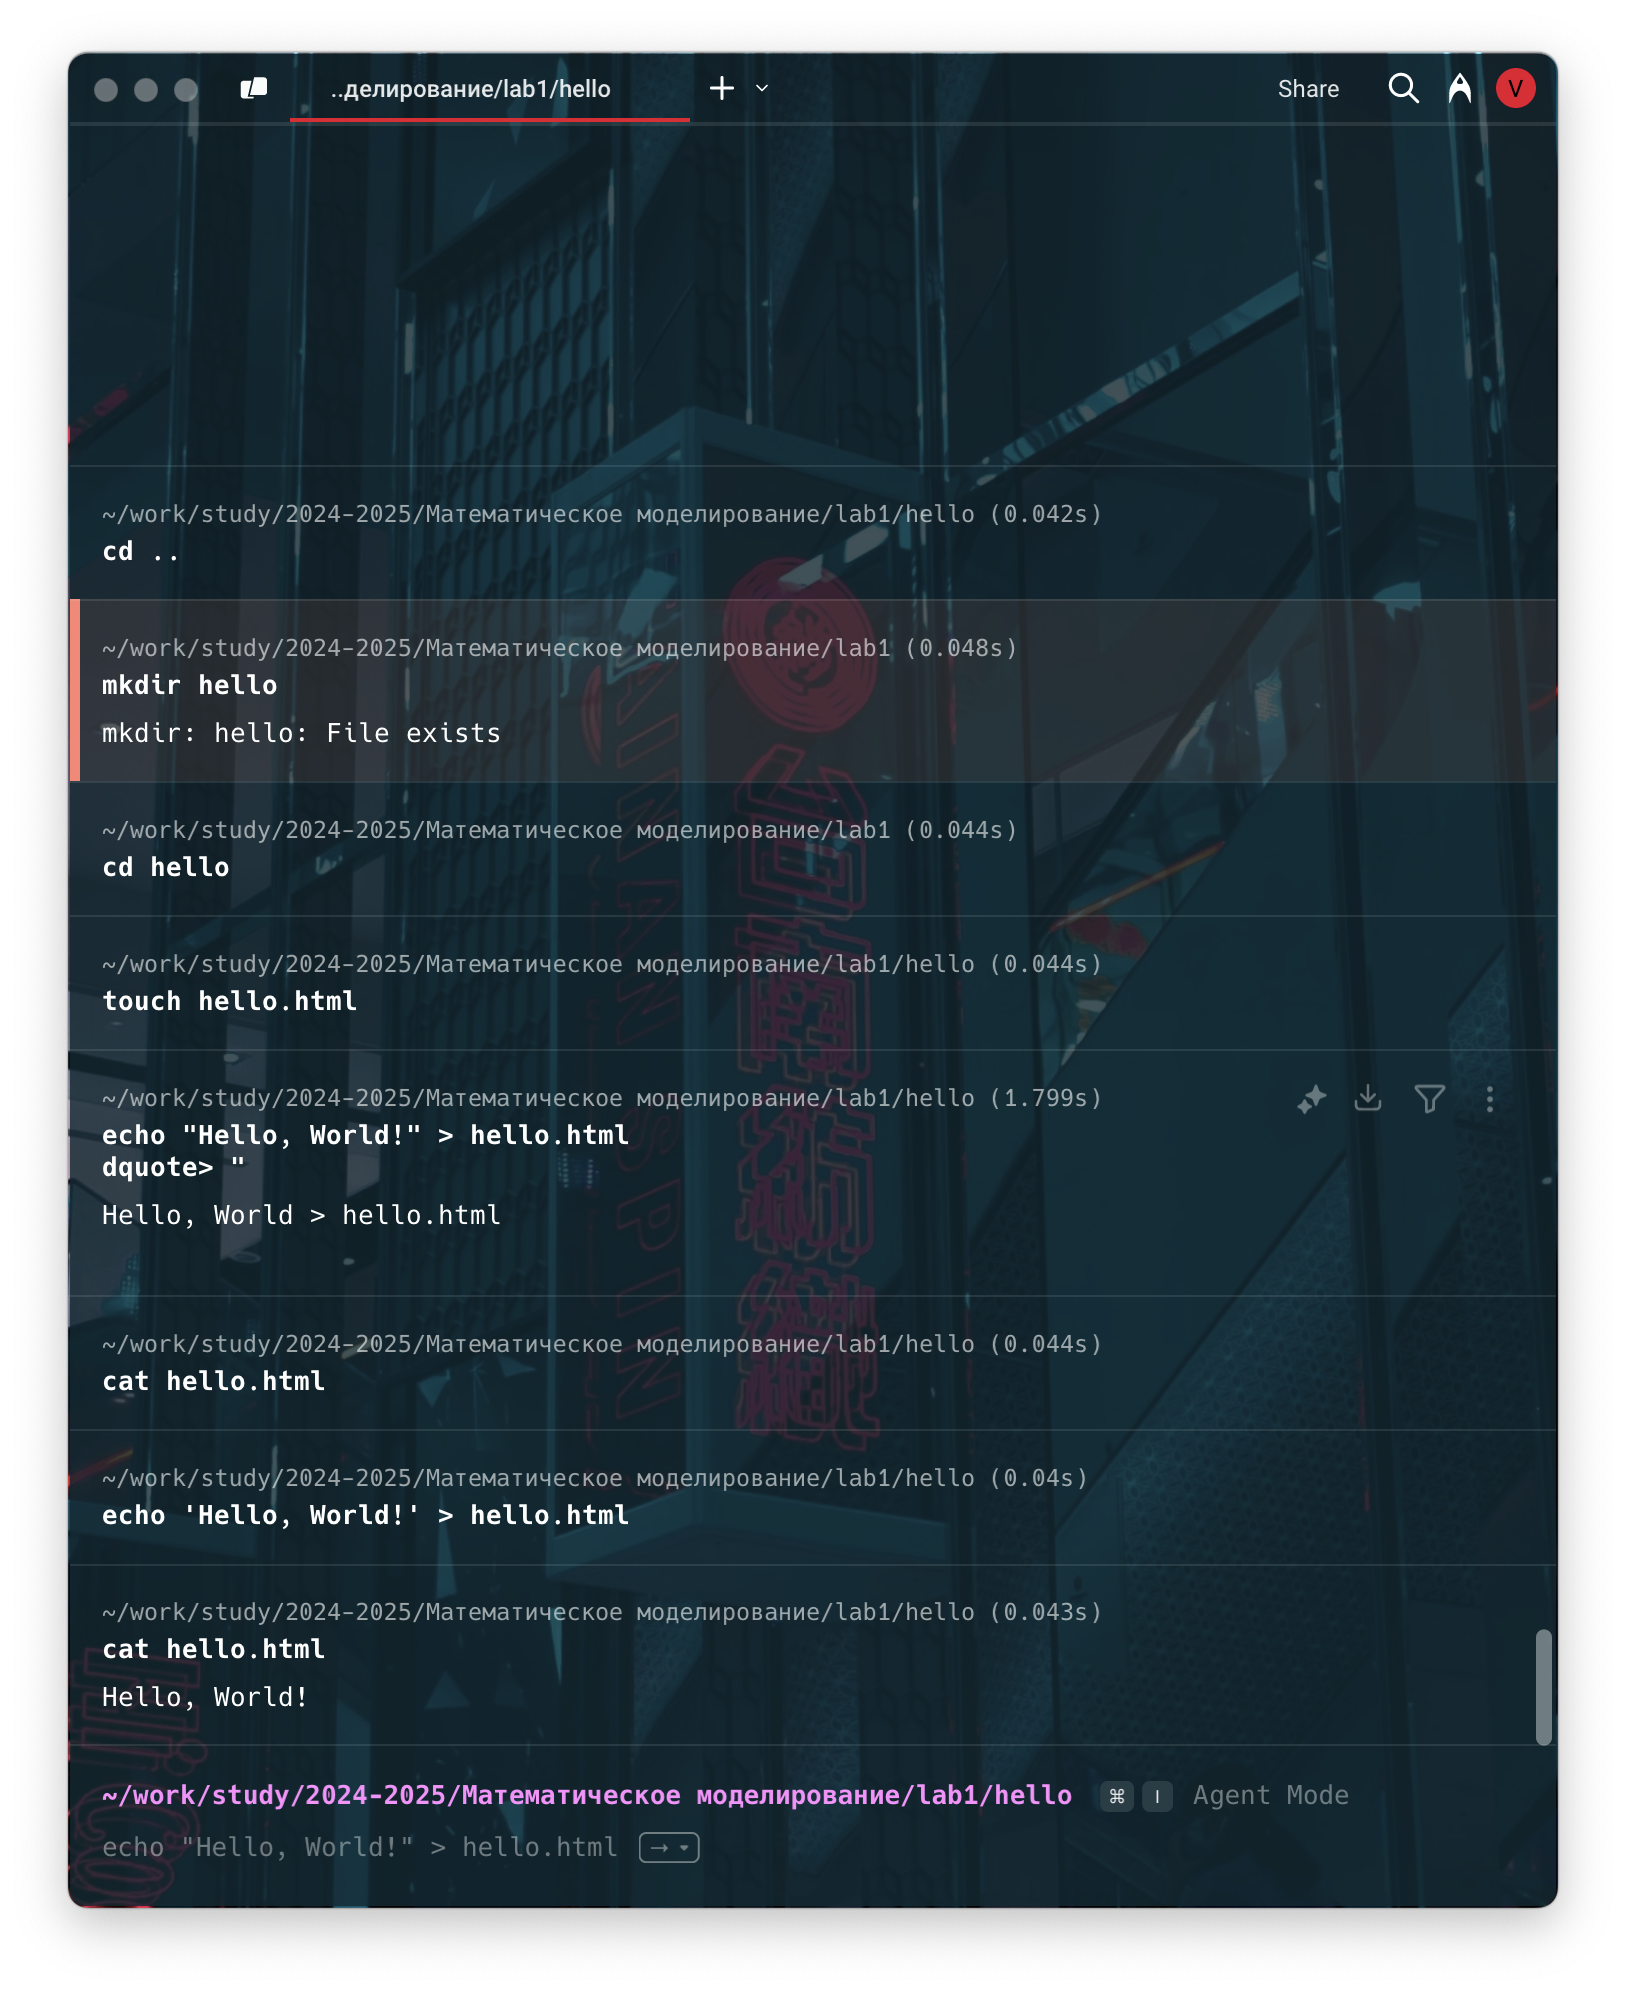 ..делирование/lab1/hello
Share
V
~/work/study/2024-2025/Математическое моделирование/lab1/hello (0.042s)
cd ..
~/work/study/2024-2025/Математическое моделирование/lab1 (0.048s)
mkdir hello
mkdir: hello: File exists
~/work/study/2024-2025/Математическое моделирование/lab1 (0.044s)
cd hello
~/work/study/2024-2025/Математическое моделирование/lab1/hello (0.044s)
touch hello.html
~/work/study/2024-2025/Математическое моделирование/lab1/hello (1.799s)
echo "Hello, World!" > hello.html
dquote> "
Hello, World > hello.html
~/work/study/2024-2025/Математическое моделирование/lab1/hello (0.044s)
cat hello.html
~/work/study/2024-2025/Математическое моделирование/lab1/hello (0.04s)
echo 'Hello, World!' > hello.html
~/work/study/2024-2025/Математическое моделирование/lab1/hello (0.043s)
cat hello.html
Hello, World!
~/work/study/2024-2025/Математическое моделирование/lab1/hello ⌘ I Agent Mode
echo "Hello, World!" > hello.html